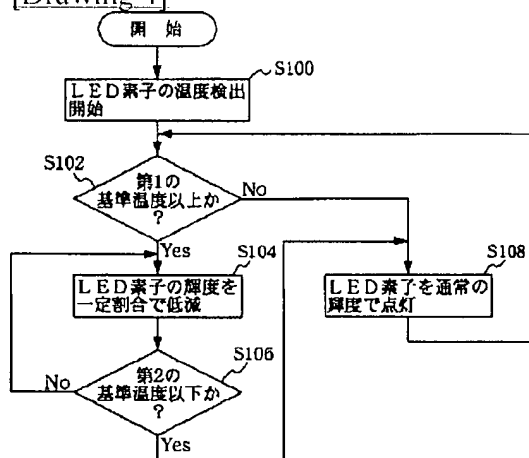 [Drawing 4]
開 始
S100
LED素子の温度検出
開始
S102
第1の
基準温度以上か
?
No
Yes
S104
LED素子の輝度を
一定割合で低減
S108
LED素子を通常の
輝度で点灯
S106
第2の
基準温度以下か
?
No
Yes